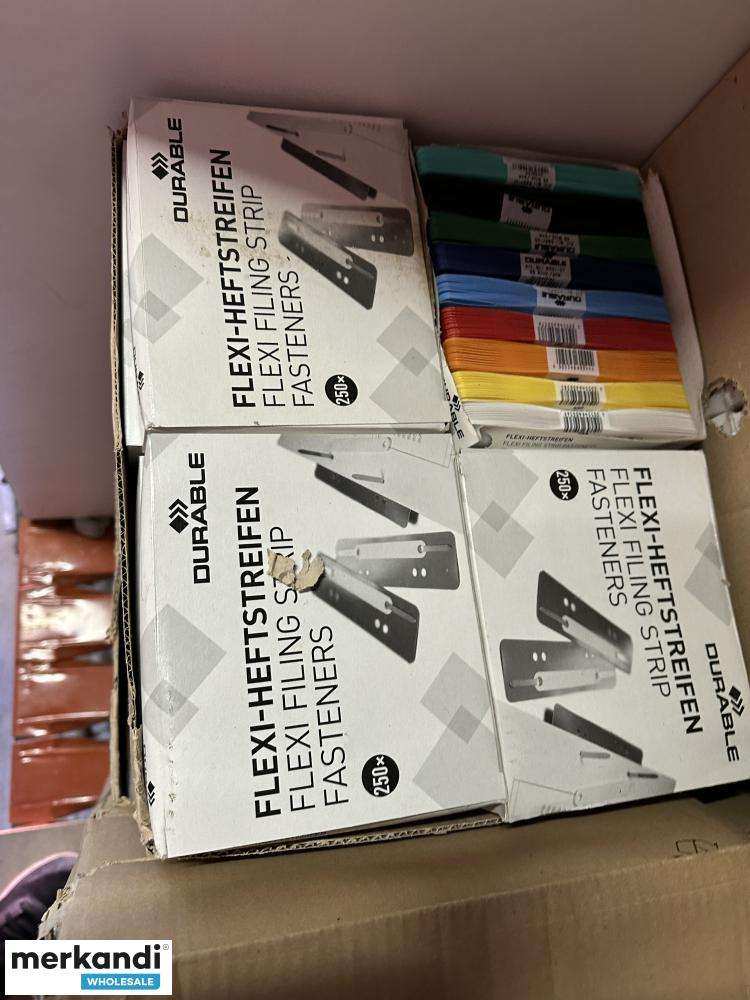 DURABLE
FLEXI-HEFTSTREIFEN
FLEXI FILING STRIP
FASTENERS
250×
DURABLE
DURABLE
FLEXI-HEFTSTREIFEN
DURABLE
FLEXI-HEFTSTREIFEN
FLEXI FILING STRIP
FASTENERS
250×
FLEXI-HEFTSTREIFEN
FLEXI FILING STRIP
FASTENERS
250×
DURABLE
merkandi®
WHOLESALE